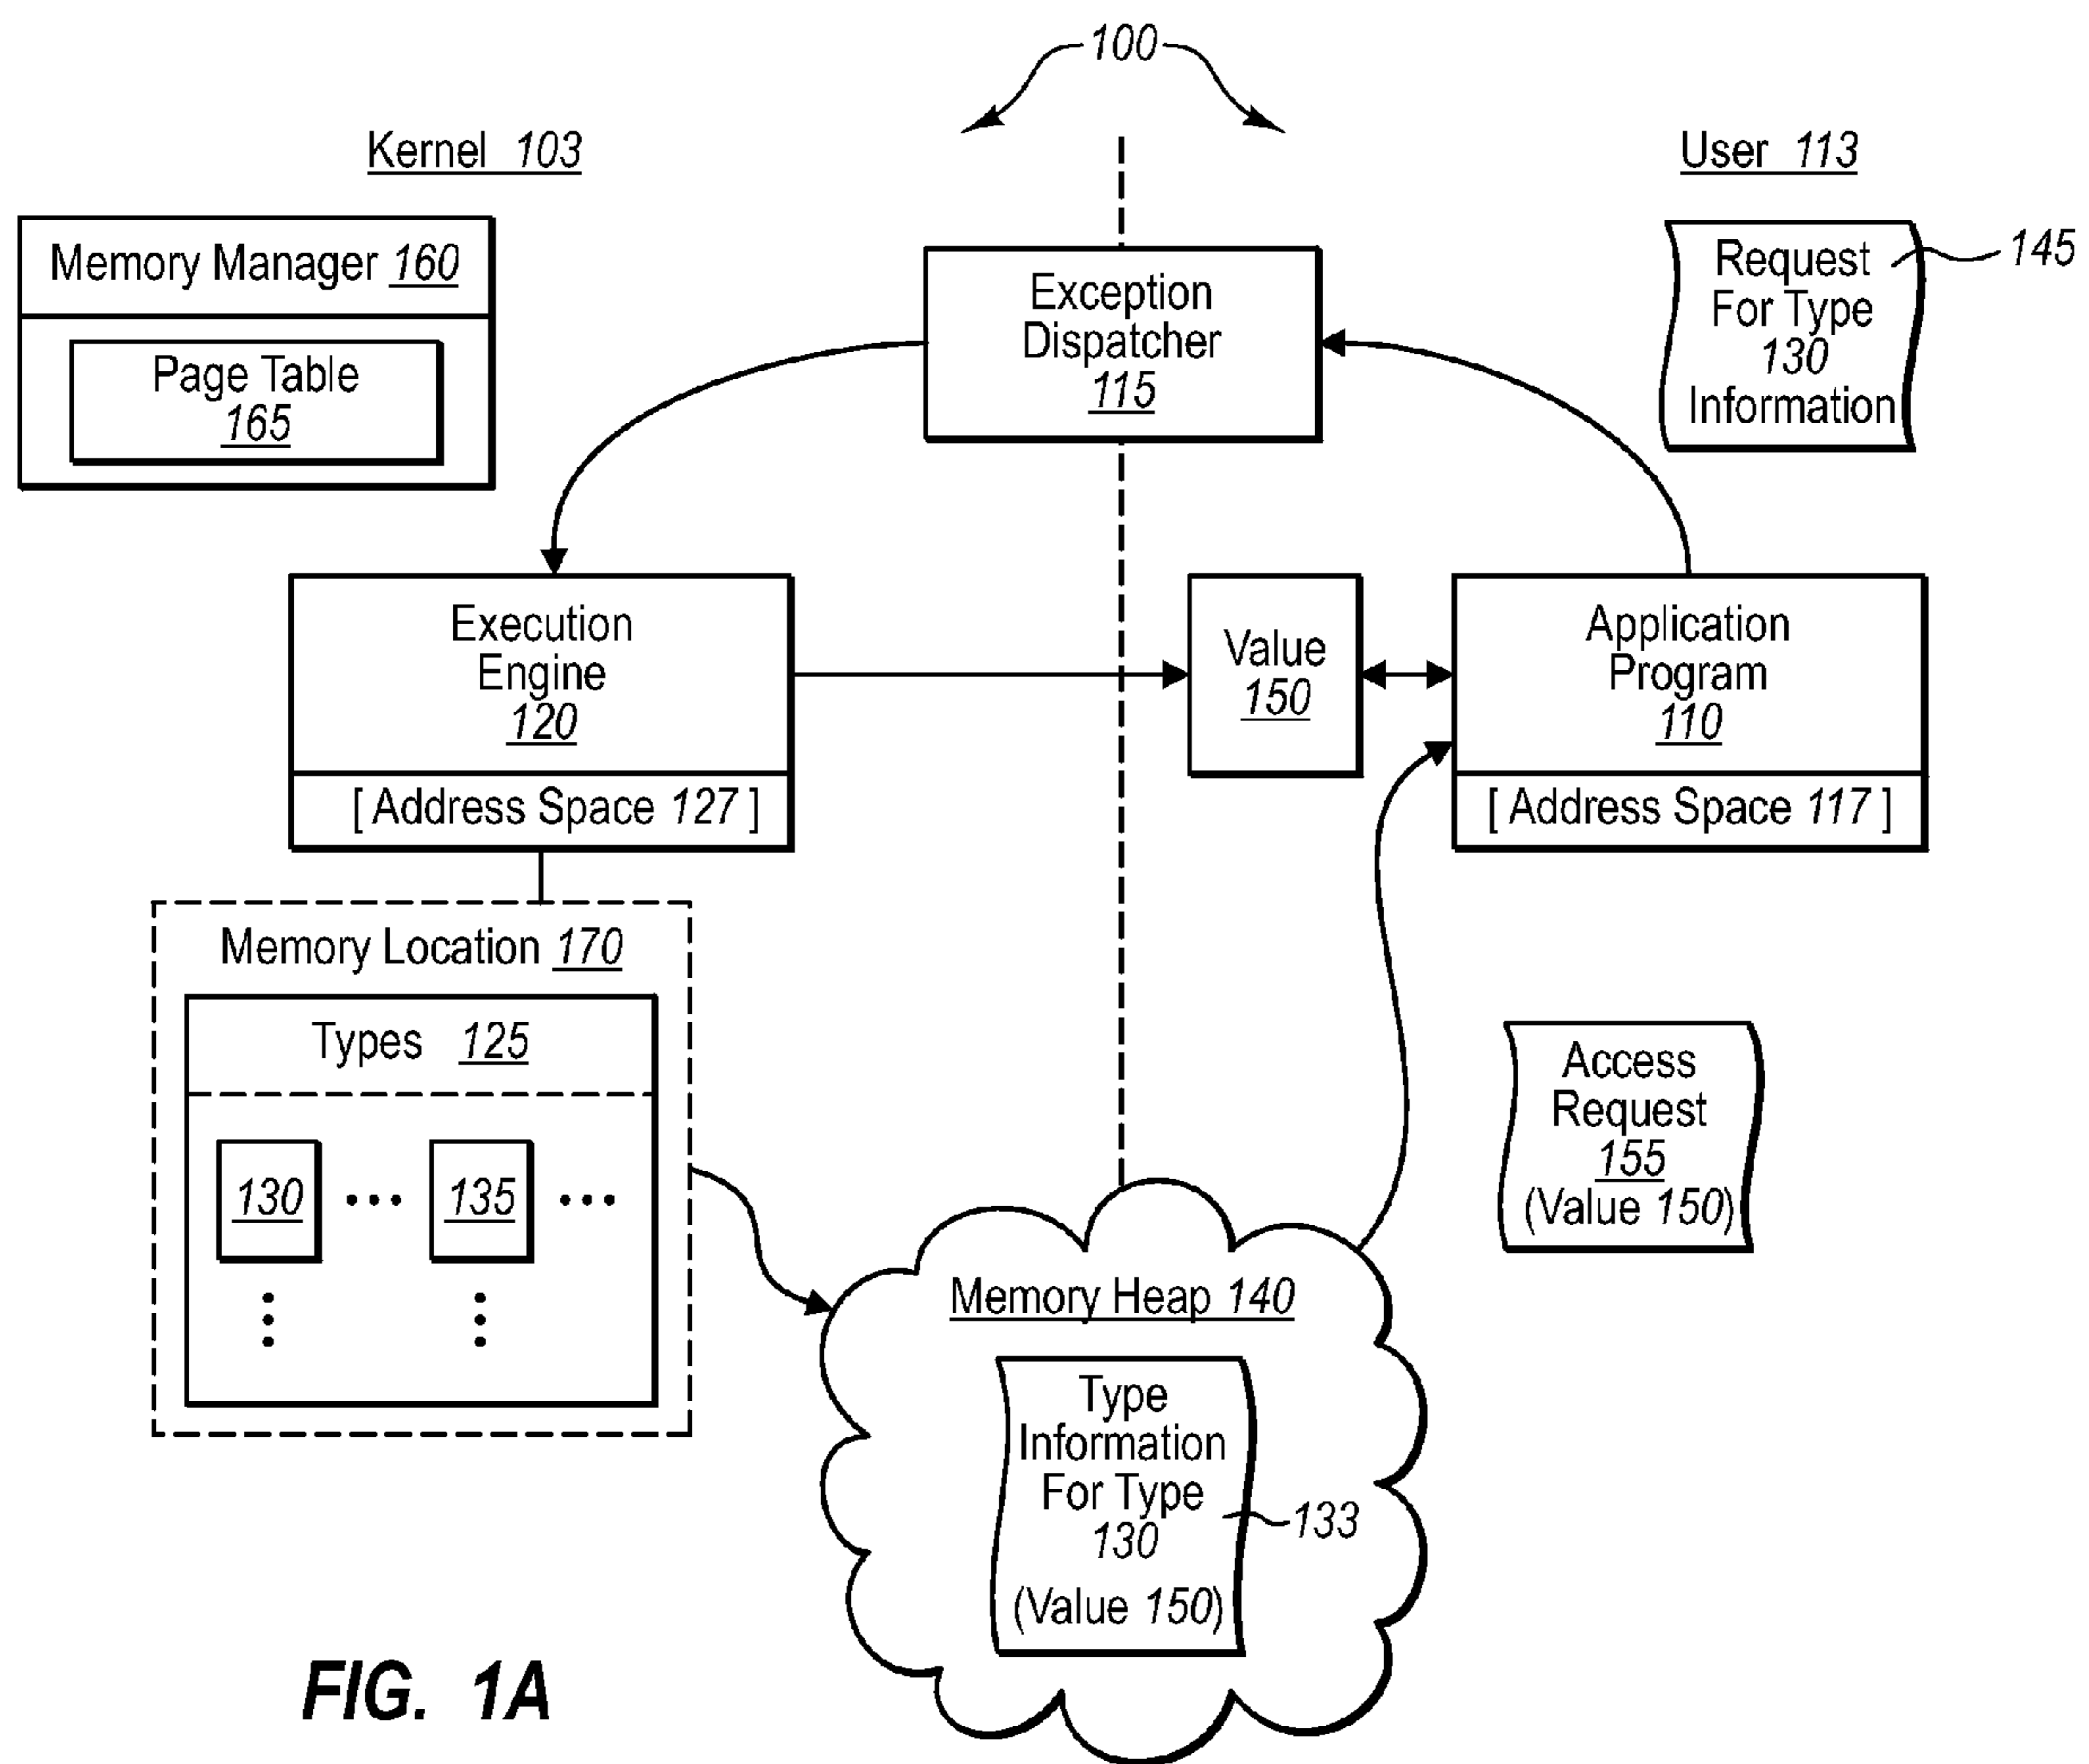 100
Kernel 103
User 113
Memory Manager 160
Page Table
165
Exception
Dispatcher
115
Request
For Type
130
Information
145
Execution
Engine
120
[ Address Space 127 ]
Value
150
Application
Program
110
[ Address Space 117 ]
Memory Location 170
Types 125
130 ••• 135 •••
Access
Request
155
(Value 150)
Memory Heap 140
Type
Information
For Type
130
(Value 150)
133
FIG. 1A